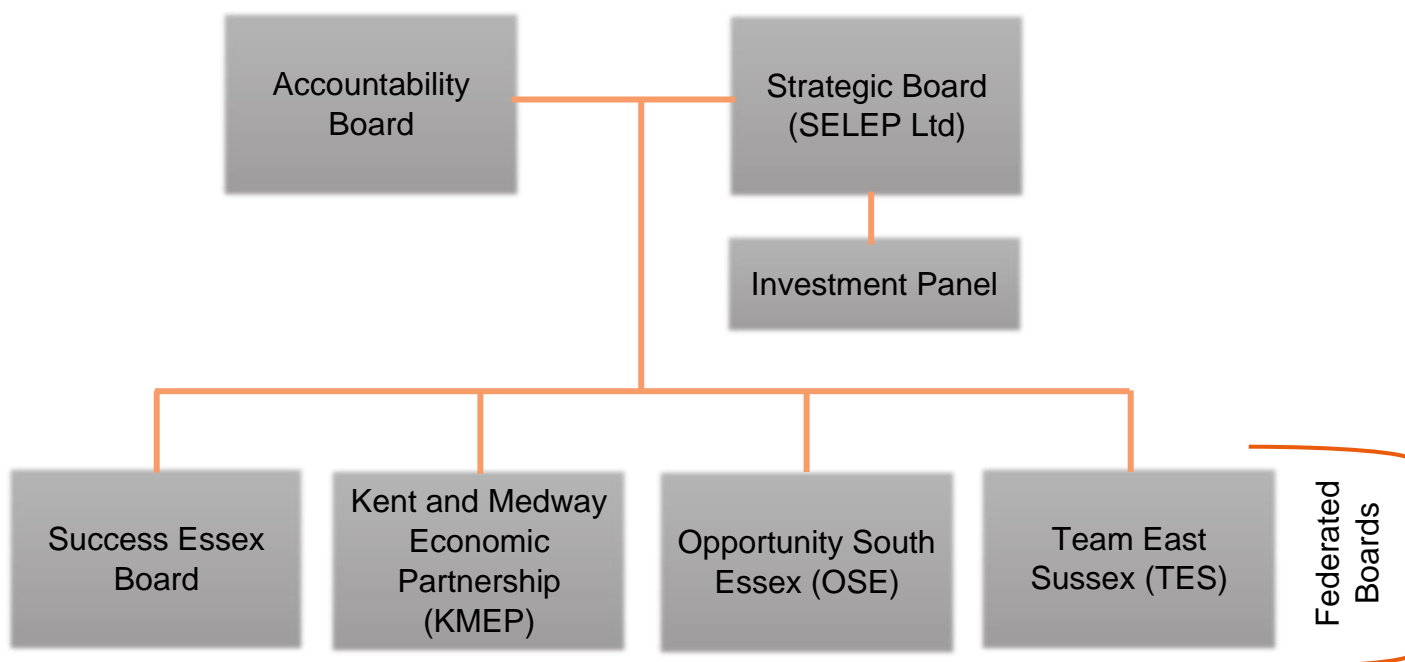 Accountability
Board
Strategic Board
(SELEP Ltd)
Investment Panel
Success Essex
Board
Kent and Medway
Economic
Partnership
(KMEP)
Opportunity South
Essex (OSE)
Team East
Sussex (TES)
Federated
Boards